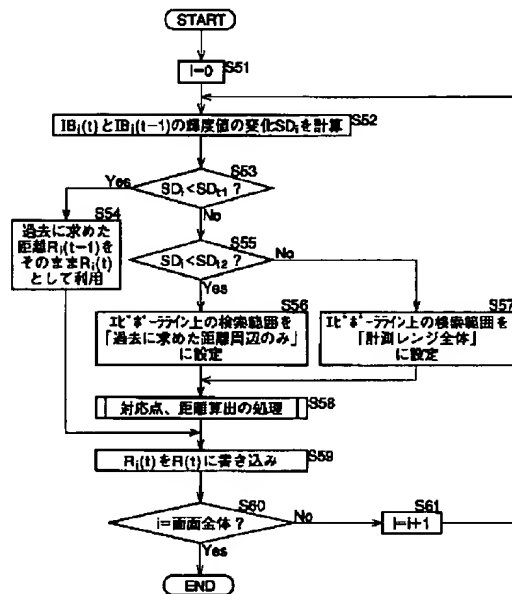 START
i=0 S51
IBi(t)とIBi(t-1)の輝度値の変化SDiを計算 S52
S53
Yes SDi<SDt1 ? No
S54
過去に求めた
距離Ri(t-1)を
そのままRi(t)
として利用
S55
SDi<SDt2 ? No
Yes
S56
エピポーラライン上の検索範囲を
「過去に求めた距離周辺のみ」
に設定
S57
エピポーラライン上の検索範囲を
「計測レンジ全体」
に設定
対応点、距離算出の処理 S58
Ri(t)をR(t)に書き込み S59
S60
i=画面全体? No
Yes
S61
i=i+1
END